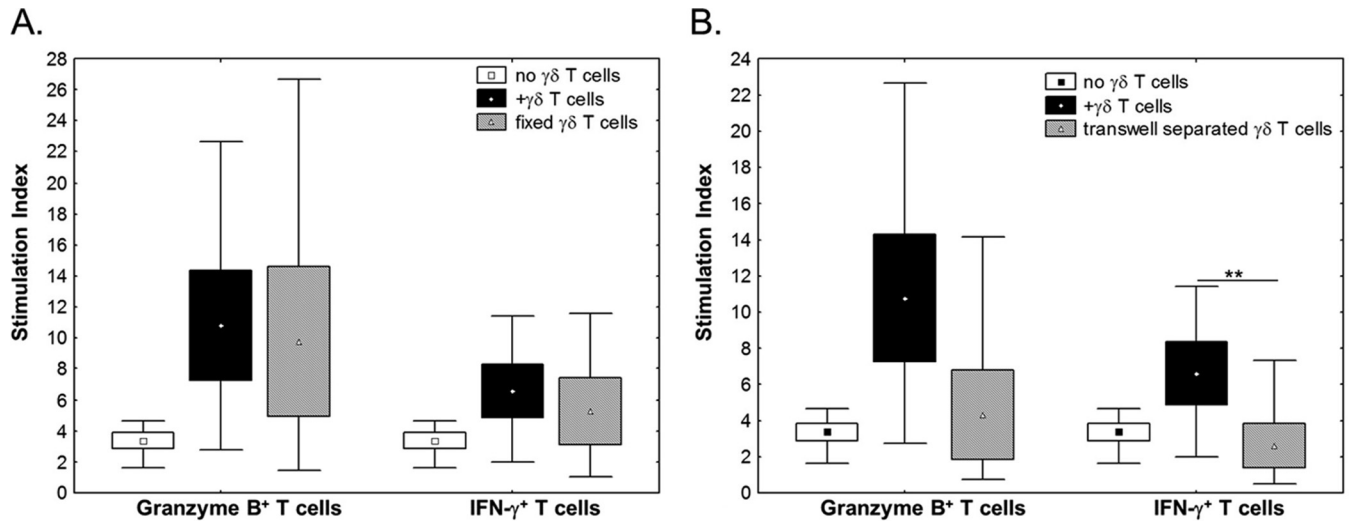 A.
Stimulation Index
28
26
24
22
20
18
16
14
12
10
8
6
4
2
0
no γδ T cells
+γδ T cells
fixed γδ T cells
Granzyme B⁺ T cells
IFN-γ⁺ T cells
B.
Stimulation Index
24
22
20
18
16
14
12
10
8
6
4
2
0
no γδ T cells
+γδ T cells
transwell separated γδ T cells
**
Granzyme B⁺ T cells
IFN-γ⁺ T cells